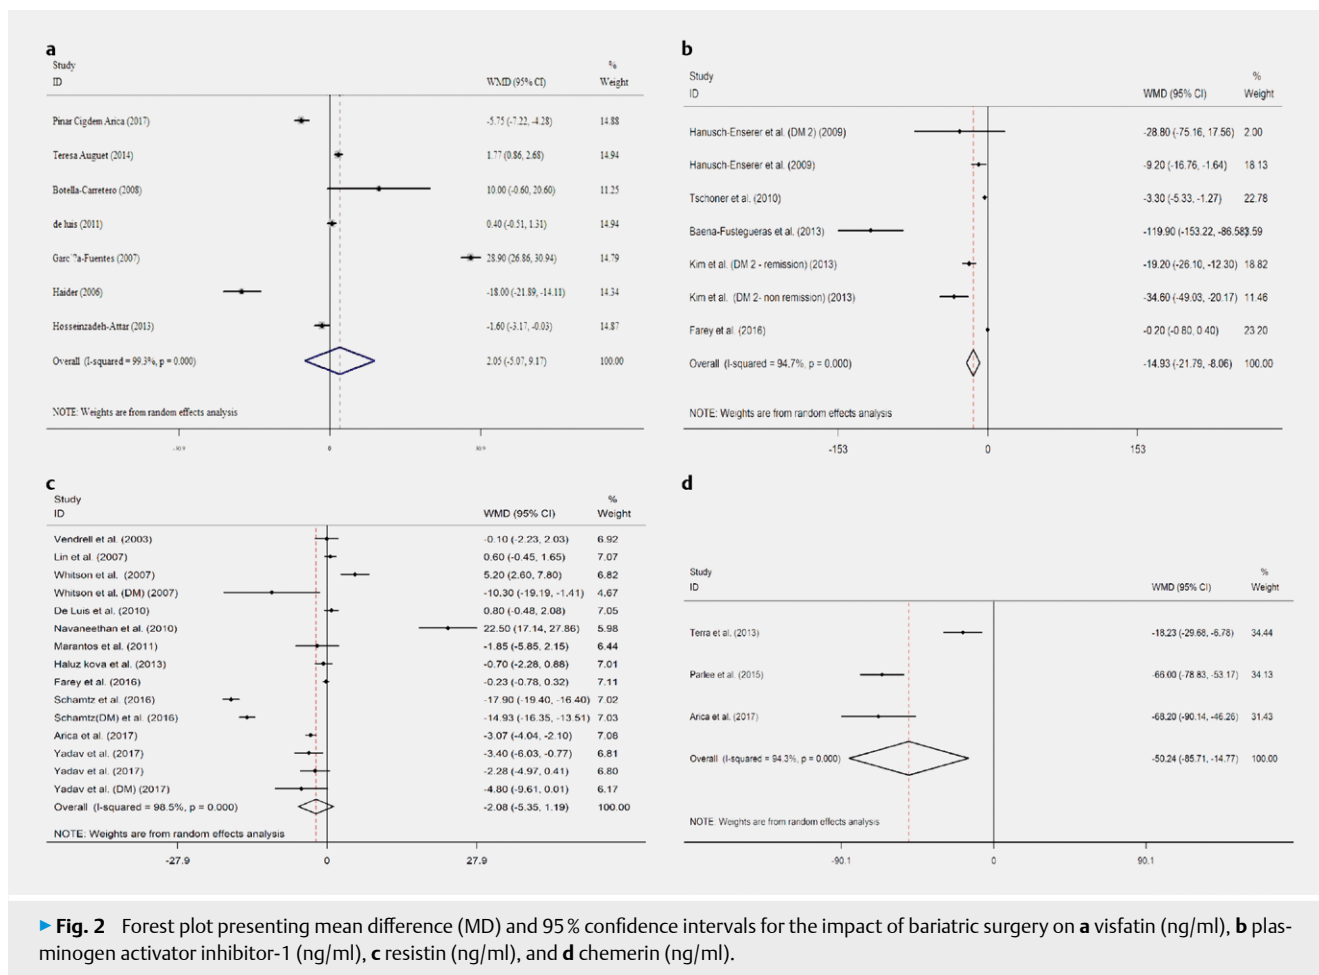 a
Study
%
ID WMD (95% CI) Weight
Pinar Cigdem Arica (2017) -5.75 (-7.22, -4.28) 14.88
Teresa Auguet (2014) 1.77 (0.86, 2.68) 14.94
Botella-Carretero (2008) 10.00 (-0.60, 20.60) 11.25
de luis (2011) 0.40 (-0.51, 1.31) 14.94
Garc´?a-Fuentes (2007) 28.90 (26.86, 30.94) 14.79
Haider (2006) -18.00 (-21.89, -14.11) 14.34
Hosseinzadeh-Attar (2013) -1.60 (-3.17, -0.03) 14.87
Overall (I-squared = 99.3%, p = 0.000) 2.05 (-5.07, 9.17) 100.00
NOTE: Weights are from random effects analysis
-30.9 0 30.9
b
Study %
ID WMD (95% CI) Weight
Hanusch-Enserer et al. (DM 2) (2009) -28.80 (-75.16, 17.56) 2.00
Hanusch-Enserer et al. (2009) -9.20 (-16.76, -1.64) 18.13
Tschoner et al. (2010) -3.30 (-5.33, -1.27) 22.78
Baena-Fustegueras et al. (2013) -119.90 (-153.22, -86.58)3.59
Kim et al. (DM 2 - remission) (2013) -19.20 (-26.10, -12.30) 18.82
Kim et al. (DM 2- non remission) (2013) -34.60 (-49.03, -20.17) 11.46
Farey et al. (2016) -0.20 (-0.80, 0.40) 23.20
Overall (I-squared = 94.7%, p = 0.000) -14.93 (-21.79, -8.06) 100.00
NOTE: Weights are from random effects analysis
-153 0 153
c
Study %
ID WMD (95% CI) Weight
Vendrell et al. (2003) -0.10 (-2.23, 2.03) 6.92
Lin et al. (2007) 0.60 (-0.45, 1.65) 7.07
Whitson et al. (2007) 5.20 (2.60, 7.80) 6.82
Whitson et al. (DM) (2007) -10.30 (-19.19, -1.41) 4.67
De Luis et al. (2010) 0.80 (-0.48, 2.08) 7.05
Navaneethan et al. (2010) 22.50 (17.14, 27.86) 5.98
Marantos et al. (2011) -1.85 (-5.85, 2.15) 6.44
Haluz kova et al. (2013) -0.70 (-2.28, 0.88) 7.01
Farey et al. (2016) -0.23 (-0.78, 0.32) 7.11
Schamtz et al. (2016) -17.90 (-19.40, -16.40) 7.02
Schamtz(DM) et al. (2016) -14.93 (-16.35, -13.51) 7.03
Arica et al. (2017) -3.07 (-4.04, -2.10) 7.08
Yadav et al. (2017) -3.40 (-6.03, -0.77) 6.81
Yadav et al. (2017) -2.28 (-4.97, 0.41) 6.80
Yadav et al. (DM) (2017) -4.80 (-9.61, 0.01) 6.17
Overall (I-squared = 98.5%, p = 0.000) -2.08 (-5.35, 1.19) 100.00
NOTE: Weights are from random effects analysis
-27.9 0 27.9
d
Study %
ID WMD (95% CI) Weight
Terra et al. (2013) -18.23 (-29.68, -6.78) 34.44
Parlee et al. (2015) -66.00 (-78.83, -53.17) 34.13
Arica et al. (2017) -68.20 (-90.14, -46.26) 31.43
Overall (I-squared = 94.3%, p = 0.000) -50.24 (-85.71, -14.77) 100.00
NOTE: Weights are from random effects analysis
-90.1 0 90.1
▶ Fig. 2 Forest plot presenting mean difference (MD) and 95 % confidence intervals for the impact of bariatric surgery on a visfatin (ng/ml), b plas-
minogen activator inhibitor-1 (ng/ml), c resistin (ng/ml), and d chemerin (ng/ml).